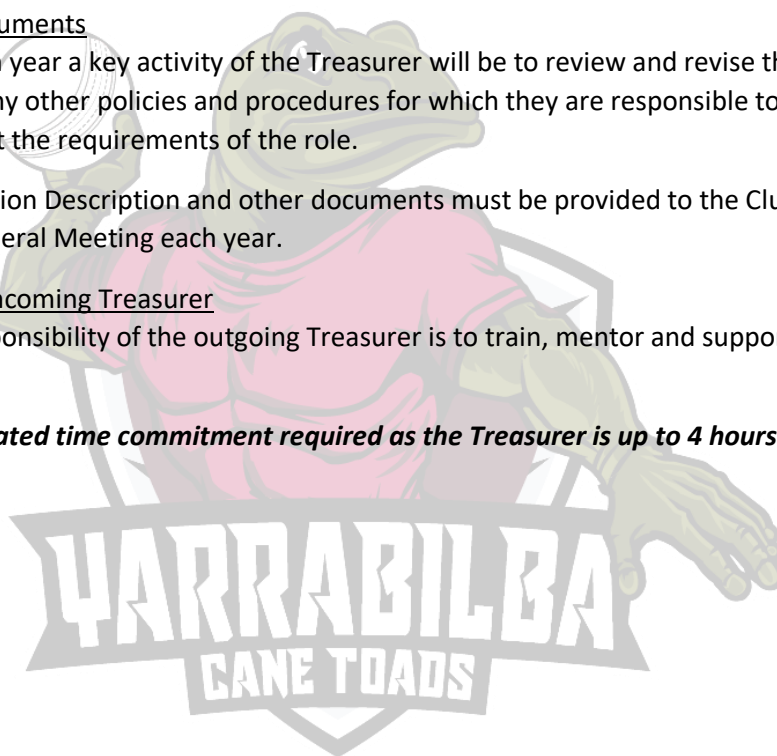 uments
year a key activity of the Treasurer will be to review and revise th
ny other policies and procedures for which they are responsible to
t the requirements of the role.
ion Description and other documents must be provided to the Clu
eral Meeting each year.
ncoming Treasurer
onsibility of the outgoing Treasurer is to train, mentor and suppor
ated time commitment required as the Treasurer is up to 4 hours
YARRABILBA
CANE TOADS